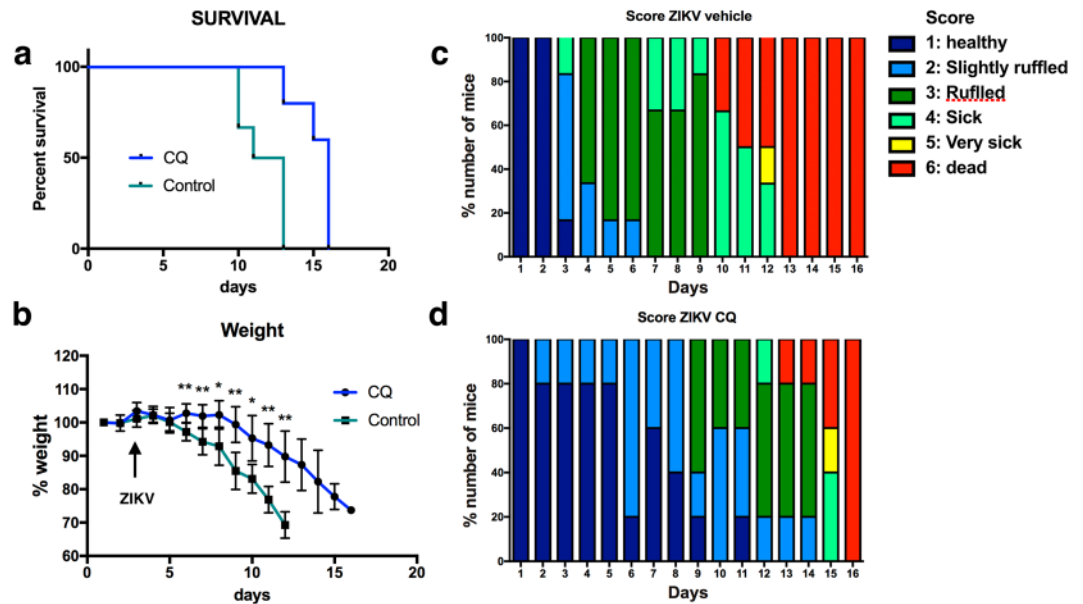 SURVIVAL
a
Percent survival
100
50
0
CQ
Control
0 5 10 15 20
days
b
Weight
% weight
120
110
100
90
80
70
60
** ** * ** * ** **
CQ
Control
ZIKV
0 5 10 15 20
days
c
Score ZIKV vehicle
% number of mice
100
80
60
40
20
0
1 2 3 4 5 6 7 8 9 10 11 12 13 14 15 16
Days
Score
1: healthy
2: Slightly ruffled
3: Ruflled
4: Sick
5: Very sick
6: dead
d
Score ZIKV CQ
% number of mice
100
80
60
40
20
0
1 2 3 4 5 6 7 8 9 10 11 12 13 14 15 16
Days